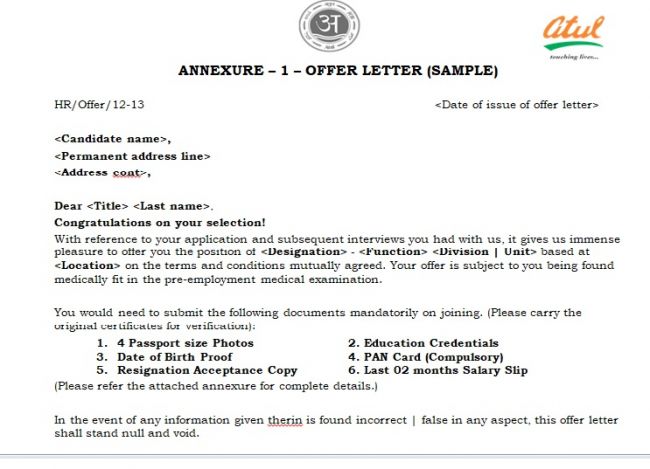 अ
atul
touching lives...
ANNEXURE – 1 – OFFER LETTER (SAMPLE)
HR/Offer/12-13 <Date of issue of offer letter>
<Candidate name>,
<Permanent address line>
<Address cont>,
Dear <Title> <Last name>,
Congratulations on your selection!
With reference to your application and subsequent interviews you had with us, it gives us immense
pleasure to offer you the position of <Designation> - <Function> <Division | Unit> based at
<Location> on the terms and conditions mutually agreed. Your offer is subject to you being found
medically fit in the pre-employment medical examination.
You would need to submit the following documents mandatorily on joining. (Please carry the
original certificates for verification):
1. 4 Passport size Photos 2. Education Credentials
3. Date of Birth Proof 4. PAN Card (Compulsory)
5. Resignation Acceptance Copy 6. Last 02 months Salary Slip
(Please refer the attached annexure for complete details.)
In the event of any information given therin is found incorrect | false in any aspect, this offer letter
shall stand null and void.